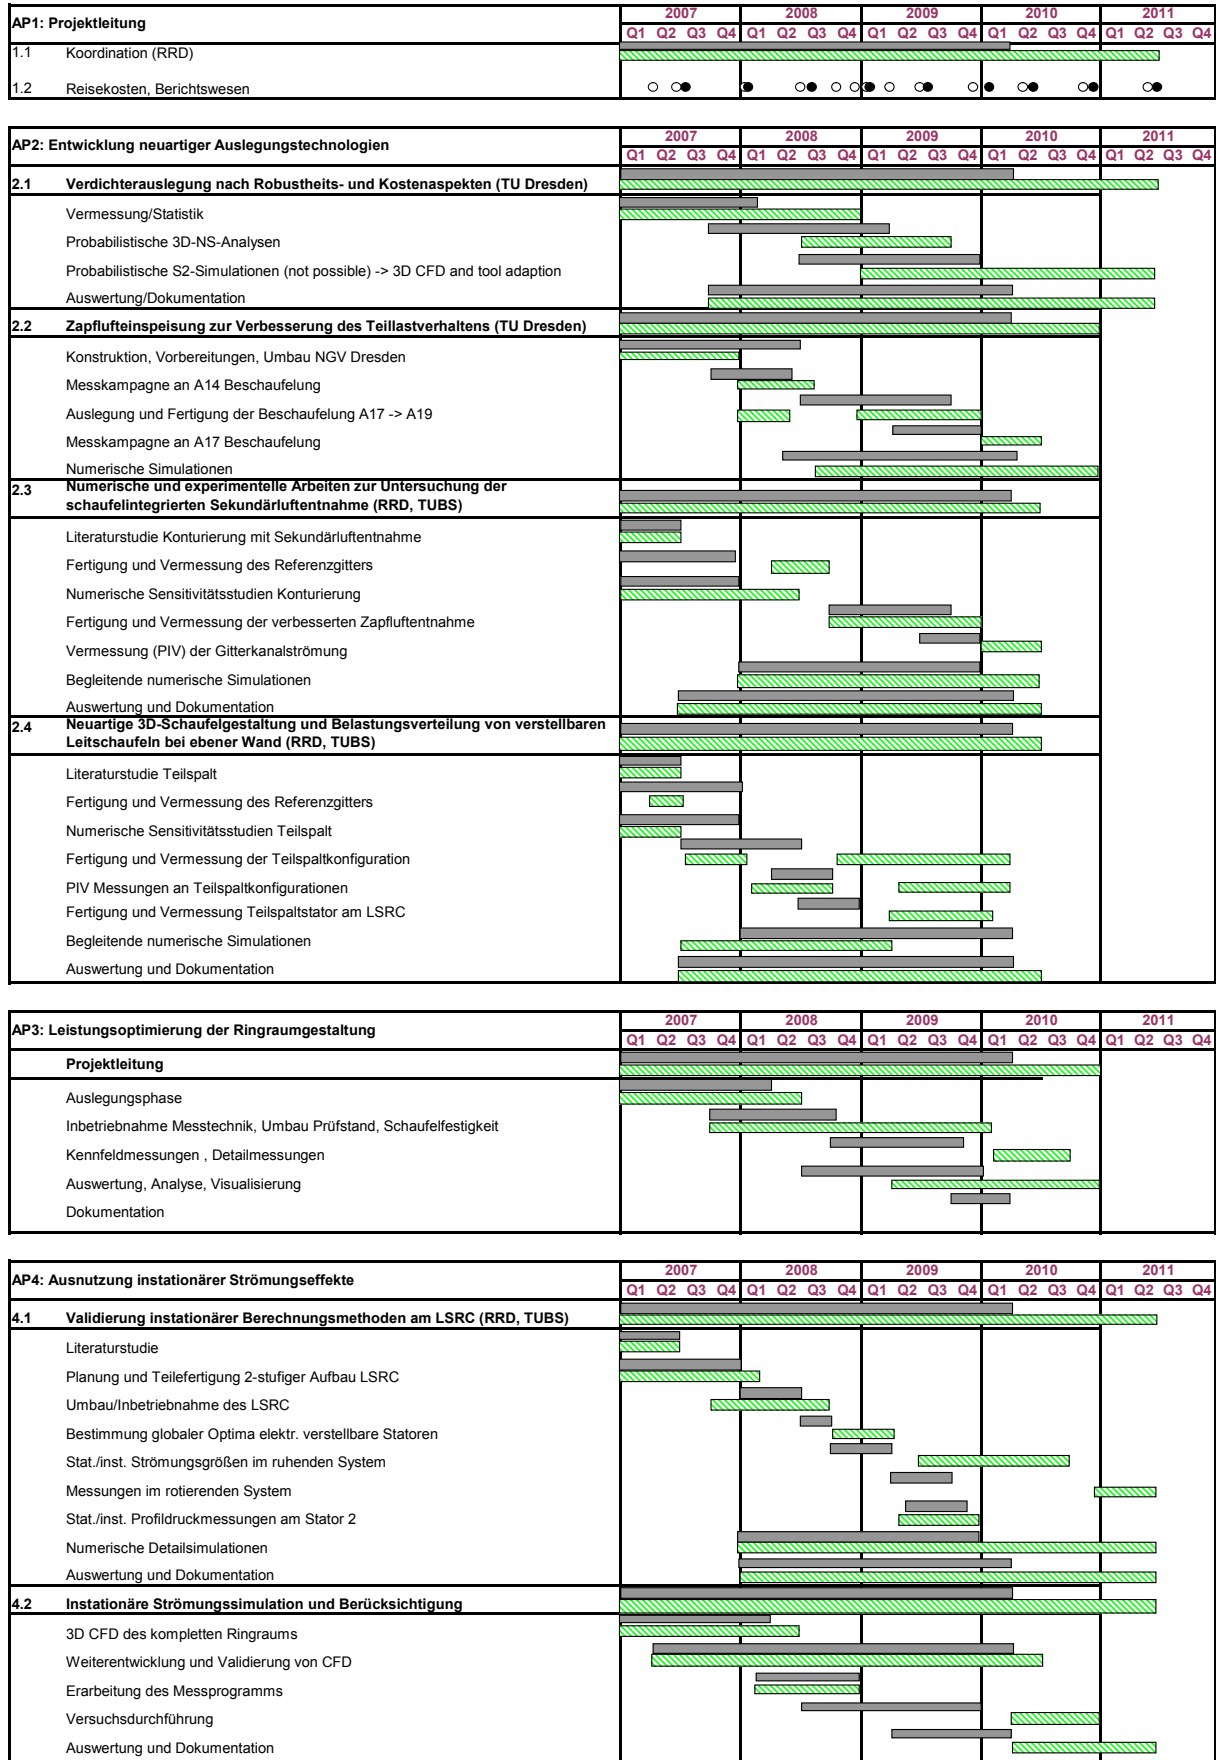 2007 2008 2009 2010 2011
AP1: Projektleitung
Q1 Q2 Q3 Q4 Q1 Q2 Q3 Q4 Q1 Q2 Q3 Q4 Q1 Q2 Q3 Q4 Q1 Q2 Q3 Q4
1.1 Koordination (RRD)
1.2 Reisekosten, Berichtswesen
2007 2008 2009 2010 2011
AP2: Entwicklung neuartiger Auslegungstechnologien
Q1 Q2 Q3 Q4 Q1 Q2 Q3 Q4 Q1 Q2 Q3 Q4 Q1 Q2 Q3 Q4 Q1 Q2 Q3 Q4
2.1 Verdichterauslegung nach Robustheits- und Kostenaspekten (TU Dresden)
Vermessung/Statistik
Probabilistische 3D-NS-Analysen
Probabilistische S2-Simulationen (not possible) -> 3D CFD and tool adaption
Auswertung/Dokumentation
2.2 Zapflufteinspeisung zur Verbesserung des Teillastverhaltens (TU Dresden)
Konstruktion, Vorbereitungen, Umbau NGV Dresden
Messkampagne an A14 Beschaufelung
Auslegung und Fertigung der Beschaufelung A17 -> A19
Messkampagne an A17 Beschaufelung
Numerische Simulationen
2.3 Numerische und experimentelle Arbeiten zur Untersuchung der
schaufelintegrierten Sekundärluftentnahme (RRD, TUBS)
Literaturstudie Konturierung mit Sekundärluftentnahme
Fertigung und Vermessung des Referenzgitters
Numerische Sensitivitätsstudien Konturierung
Fertigung und Vermessung der verbesserten Zapfluftentnahme
Vermessung (PIV) der Gitterkanalströmung
Begleitende numerische Simulationen
Auswertung und Dokumentation
2.4 Neuartige 3D-Schaufelgestaltung und Belastungsverteilung von verstellbaren
Leitschaufeln bei ebener Wand (RRD, TUBS)
Literaturstudie Teilspalt
Fertigung und Vermessung des Referenzgitters
Numerische Sensitivitätsstudien Teilspalt
Fertigung und Vermessung der Teilspaltkonfiguration
PIV Messungen an Teilspaltkonfigurationen
Fertigung und Vermessung Teilspaltstator am LSRC
Begleitende numerische Simulationen
Auswertung und Dokumentation
2007 2008 2009 2010 2011
AP3: Leistungsoptimierung der Ringraumgestaltung
Q1 Q2 Q3 Q4 Q1 Q2 Q3 Q4 Q1 Q2 Q3 Q4 Q1 Q2 Q3 Q4 Q1 Q2 Q3 Q4
Projektleitung
Auslegungsphase
Inbetriebnahme Messtechnik, Umbau Prüfstand, Schaufelfestigkeit
Kennfeldmessungen , Detailmessungen
Auswertung, Analyse, Visualisierung
Dokumentation
2007 2008 2009 2010 2011
AP4: Ausnutzung instationärer Strömungseffekte
Q1 Q2 Q3 Q4 Q1 Q2 Q3 Q4 Q1 Q2 Q3 Q4 Q1 Q2 Q3 Q4 Q1 Q2 Q3 Q4
4.1 Validierung instationärer Berechnungsmethoden am LSRC (RRD, TUBS)
Literaturstudie
Planung und Teilefertigung 2-stufiger Aufbau LSRC
Umbau/Inbetriebnahme des LSRC
Bestimmung globaler Optima elektr. verstellbare Statoren
Stat./inst. Strömungsgrößen im ruhenden System
Messungen im rotierenden System
Stat./inst. Profildruckmessungen am Stator 2
Numerische Detailsimulationen
Auswertung und Dokumentation
4.2 Instationäre Strömungssimulation und Berücksichtigung
3D CFD des kompletten Ringraums
Weiterentwicklung und Validierung von CFD
Erarbeitung des Messprogramms
Versuchsdurchführung
Auswertung und Dokumentation